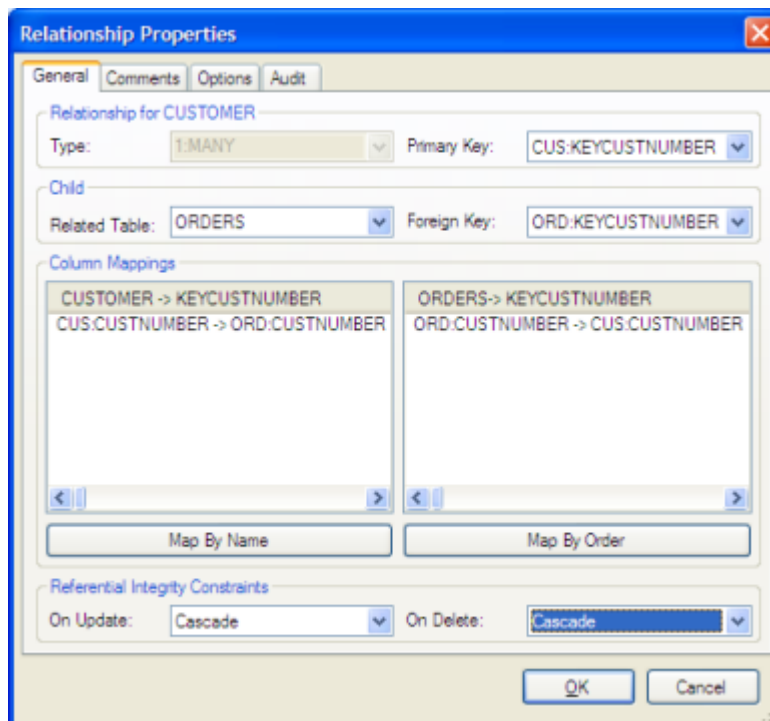 Relationship Properties
General Comments Options Audit
Relationship for CUSTOMER
Type: 1:MANY Primary Key: CUS:KEYCUSTNUMBER
Child
Related Table: ORDERS Foreign Key: ORD:KEYCUSTNUMBER
Column Mappings
CUSTOMER -> KEYCUSTNUMBER ORDERS-> KEYCUSTNUMBER
CUS:CUSTNUMBER -> ORD:CUSTNUMBER ORD:CUSTNUMBER -> CUS:CUSTNUMBER
Map By Name Map By Order
Referential Integrity Constraints
On Update: Cascade On Delete: Cascade
OK Cancel